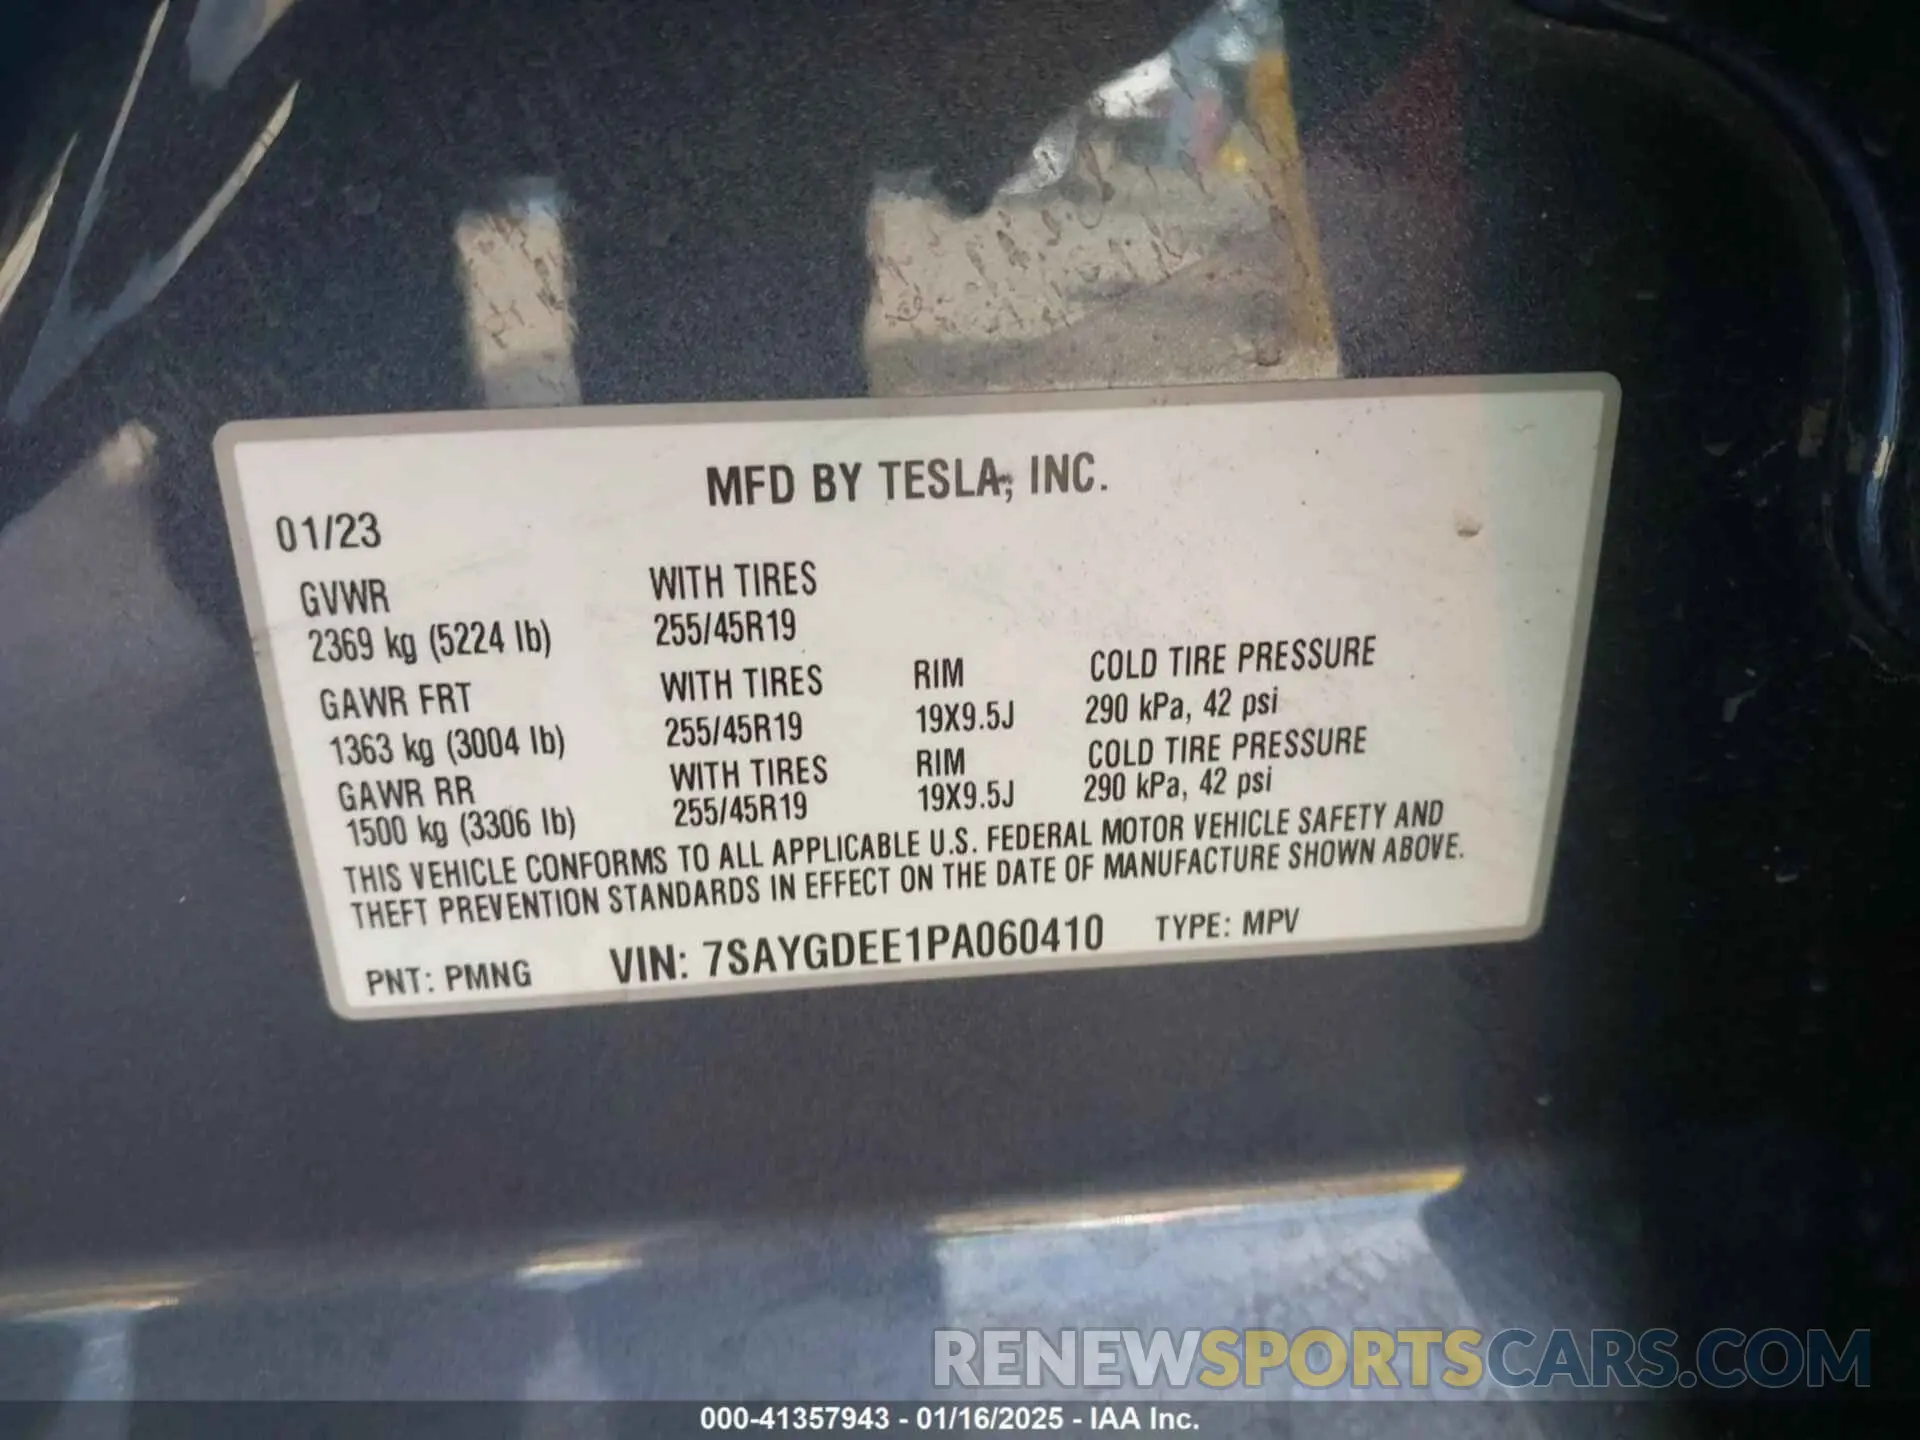 MFD BY TESLA, INC.
01/23
GVWR WITH TIRES
2369 kg (5224 lb) 255/45R19
GAWR FRT WITH TIRES RIM COLD TIRE PRESSURE
1363 kg (3004 lb) 255/45R19 19X9.5J 290 kPa, 42 psi
GAWR RR WITH TIRES RIM COLD TIRE PRESSURE
1500 kg (3306 lb) 255/45R19 19X9.5J 290 kPa, 42 psi
THIS VEHICLE CONFORMS TO ALL APPLICABLE U.S. FEDERAL MOTOR VEHICLE SAFETY AND
THEFT PREVENTION STANDARDS IN EFFECT ON THE DATE OF MANUFACTURE SHOWN ABOVE.
PNT: PMNG VIN: 7SAYGDEE1PA060410 TYPE: MPV
RENEWSPORTSCARS.COM
000-41357943 - 01/16/2025 - IAA Inc.